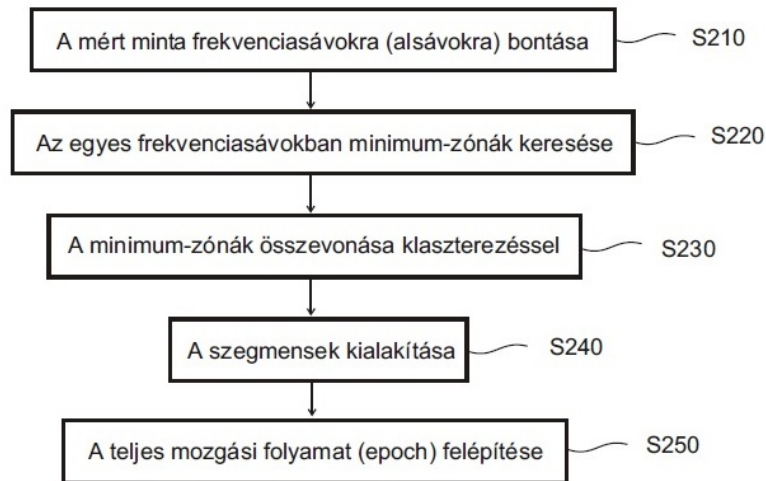 A mért minta frekvenciasávokra (alsávokra) bontása S210
Az egyes frekvenciasávokban minimum-zónák keresése S220
A minimum-zónák összevonása klaszterezéssel S230
A szegmensek kialakítása S240
A teljes mozgási folyamat (epoch) felépítése S250